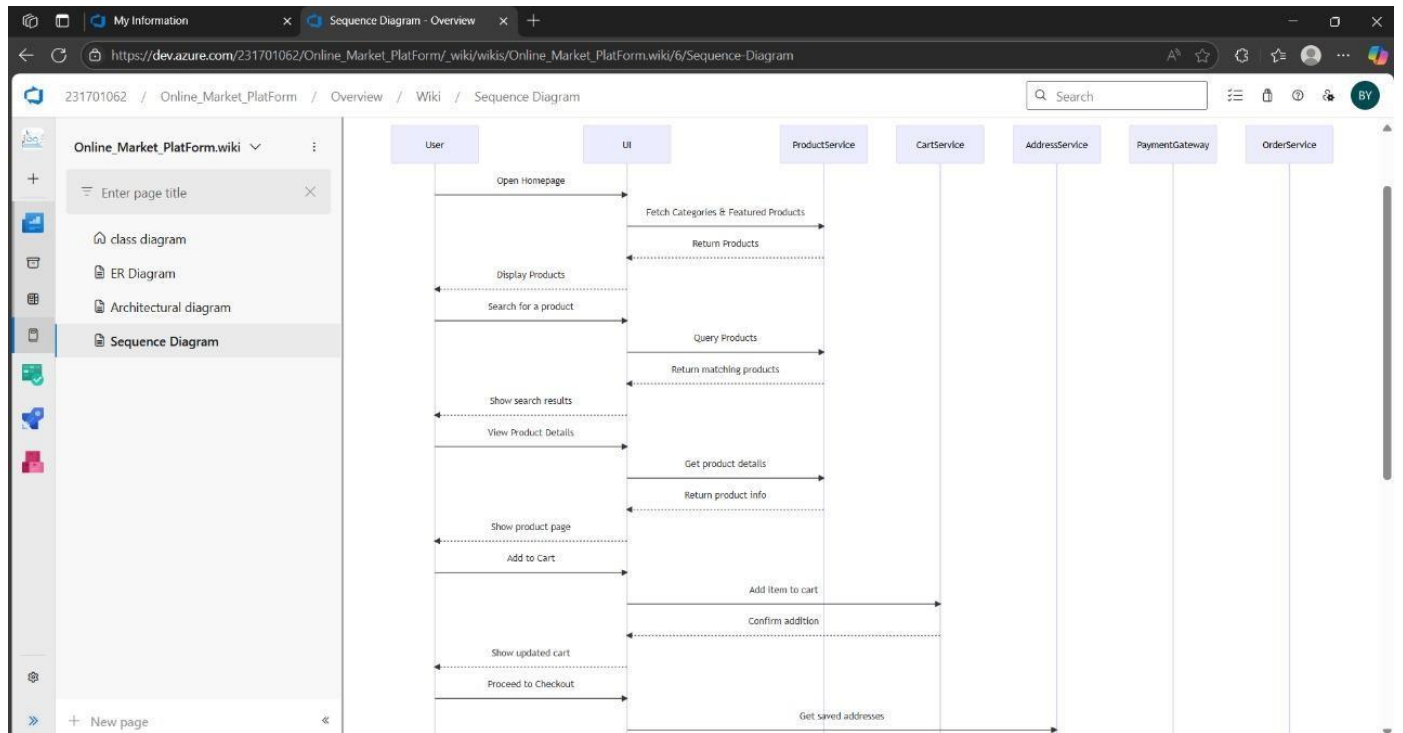 My Information
Sequence Diagram - Overview
https://dev.azure.com/231701062/Online_Market_PlatForm/_wiki/wikis/Online_Market_PlatForm.wiki/6/Sequence-Diagram
231701062 / Online_Market_PlatForm / Overview / Wiki / Sequence Diagram
Search
BY
Online_Market_PlatForm.wiki
Enter page title
class diagram
ER Diagram
Architectural diagram
Sequence Diagram
New page
User UI ProductService CartService AddressService PaymentGateway OrderService
Open Homepage
Fetch Categories & Featured Products
Return Products
Display Products
Search for a product
Query Products
Return matching products
Show search results
View Product Details
Get product details
Return product info
Show product page
Add to Cart
Add item to cart
Confirm addition
Show updated cart
Proceed to Checkout
Get saved addresses